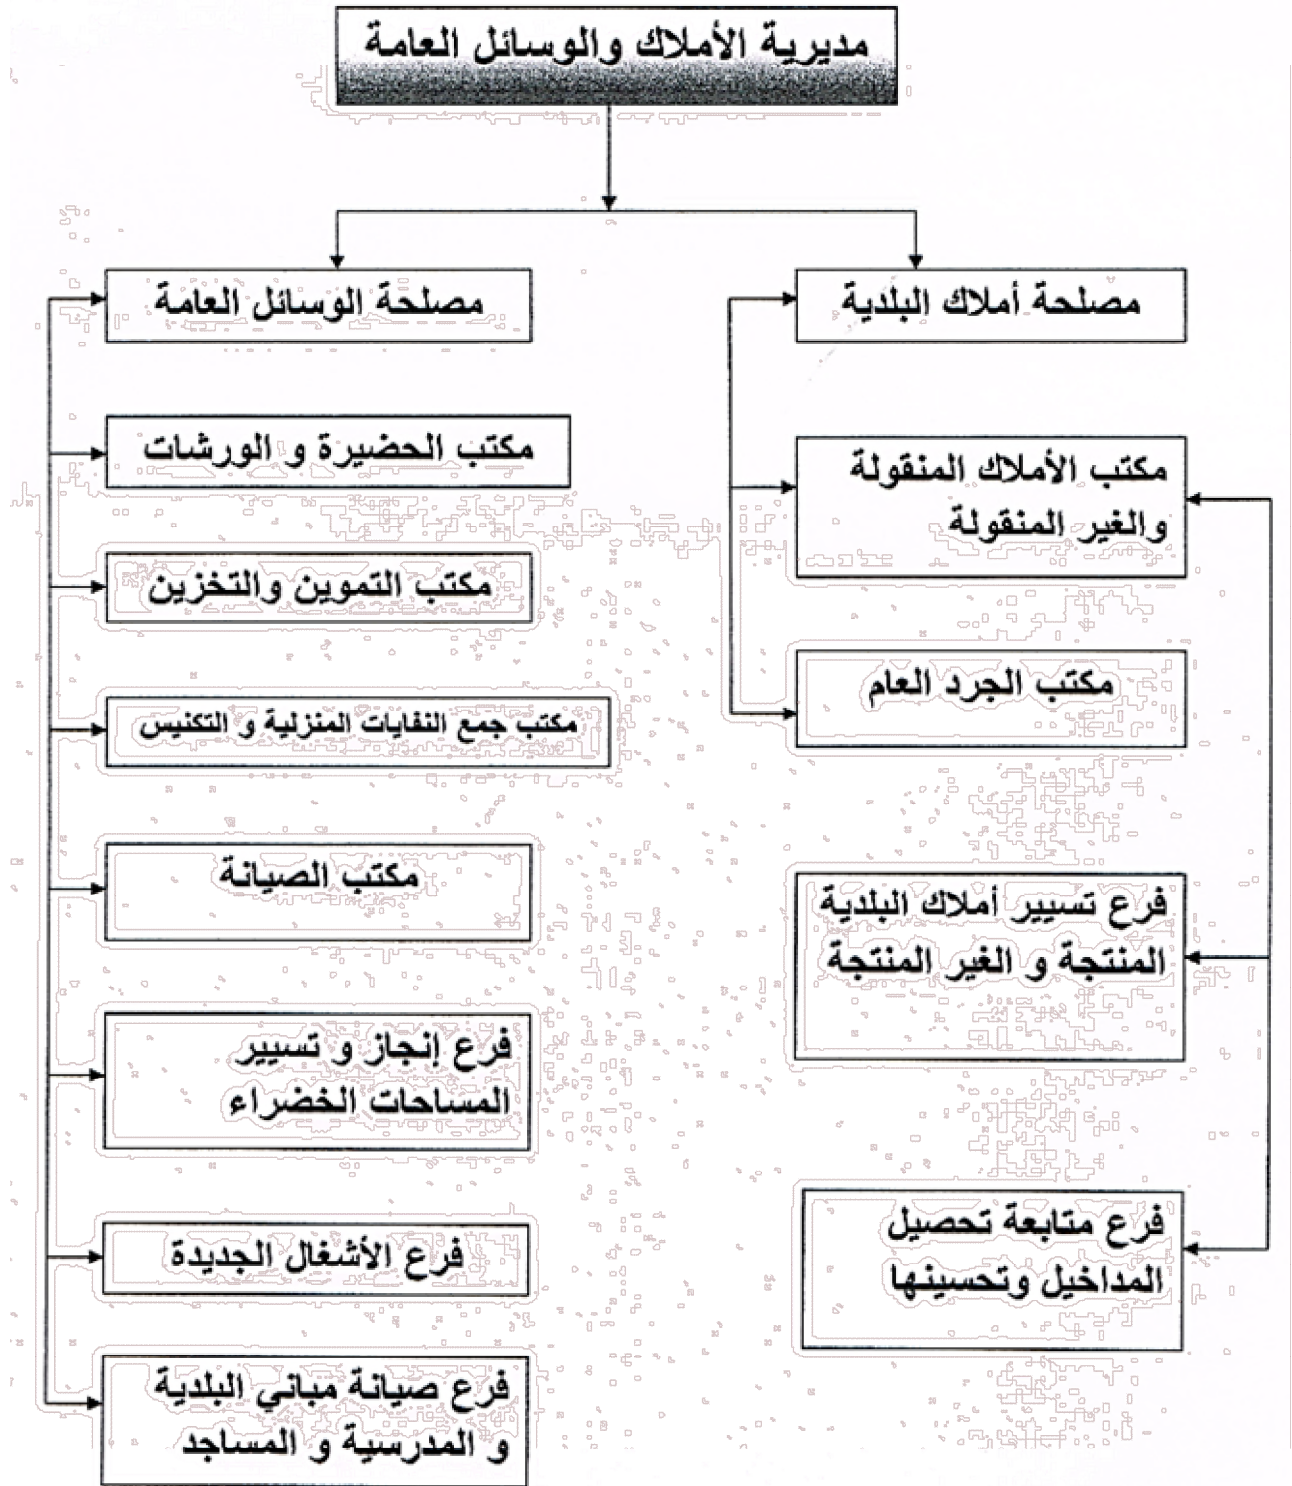 مديرية الأملاك والوسائل العامة
مصلحة أملاك البلدية
مكتب الأملاك المنقولة
والغير المنقولة
مكتب الجرد العام
فرع تسيير أملاك البلدية
المنتجة و الغير المنتجة
فرع متابعة تحصيل
المداخيل وتحسينها
مصلحة الوسائل العامة
مكتب الحضيرة و الورشات
مكتب التموين والتخزين
مكتب جمع النفايات المنزلية و التكنيس
مكتب الصيانة
فرع إنجاز و تسيير
المساحات الخضراء
فرع الأشغال الجديدة
فرع صيانة مباني البلدية
و المدرسية و المساجد